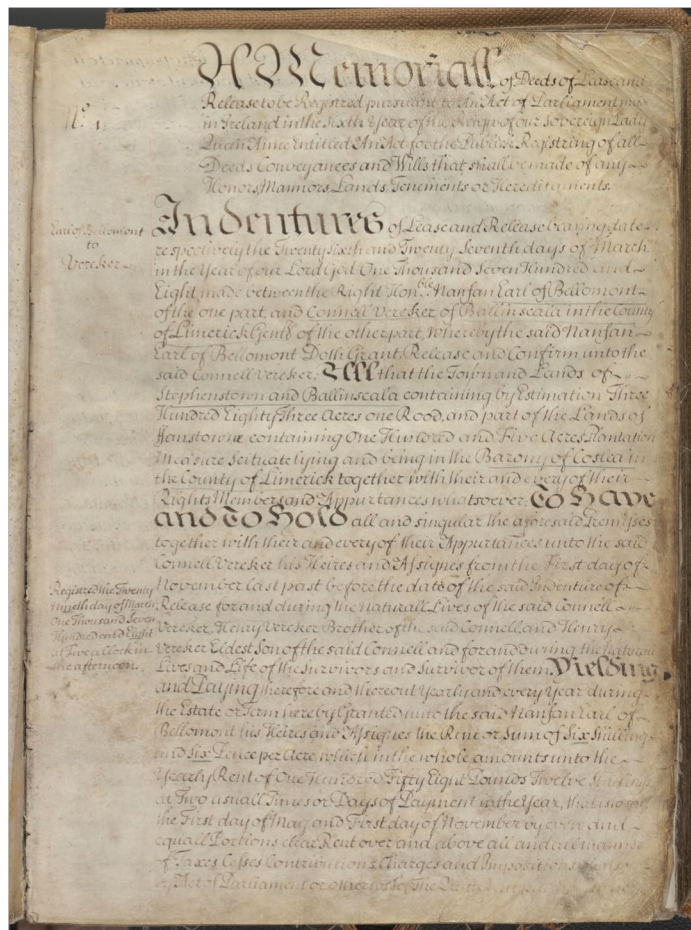 A Memoriall of Deeds of Lease and
Release to be Registred pursuant to An Act of Parliament
in Ireland in the Sixth Year of the Reign of our Sovereign Lady
Queen Anne Entitled An Act for the Publick Registring of all
Deeds Conveyances and Wills that shall be made of any
Honors Mannors Lands Tenements or Hereditaments.
No. 1
Earl of Bellomont
to
Vereker
Indentures of Lease and Release bearing date
respectively the Twenty sixth and Twenty Seventh days of March
in the Year of our Lord God One Thousand Seven Hundred and
Eight made between the Right Honble Nanfan Earl of Bellomont
of the one part, and Connell Vereker of Ballinscala in the County
of Limerick Gentn of the other part, Whereby the said Nanfan
Earl of Bellomont Doth Grant Release and Confirm unto the
said Connell Vereker, All that the Town and Lands of
Stephenstown and Ballinscala containing by Estimation Three
Hundred Eighty Three Acres one Rood, and part of the Lands of
containing One Hundred and Five Acres Plantation
Measure Scituate lying and being in the Barony of Coslea in
the County of Limerick together with their and every of their
Rights Members and Appurtances whatsoever, To Have
and To Hold all and singular the aforesaid Premisses
together with their and every of their Appurtances unto the said
Connell Vereker his Heires and Assignes from the First day of
November last past before the date of the said Indenture of
Release for and during the Naturall Lives of the said Connell
Vereker, Henry Vereker Brother of the said Connell and Henry
Vereker Eldest Son of the said Connell and for and during the Naturall
Lives and Life of the Survivors and Survivor of them, Yielding
and Paying therefore and thereout Yearly and every Year during
the Estate or Term hereby Granted unto the said Nanfan Earl of
Bellomont his Heires and Assignes the Rent or Sum of Six Shillings
and Six Pence per Acre which in the whole amounts unto the
Yearly Rent of One Hundred Fifty Eight Pounds Twelve Shillings
at Two usuall Times or Days of Payment in the Year, that is to say
the First day of May and First day of November by even and
equall Portions clear Rent over and above all and all manner
of Taxes Cesses Contributions Charges and Impositions
by Act of Parliament or otherwise
Registred the Twenty
Nineth day of March
One Thousand Seven
Hundred and Eight
at Two a Clock in
the afternoon.